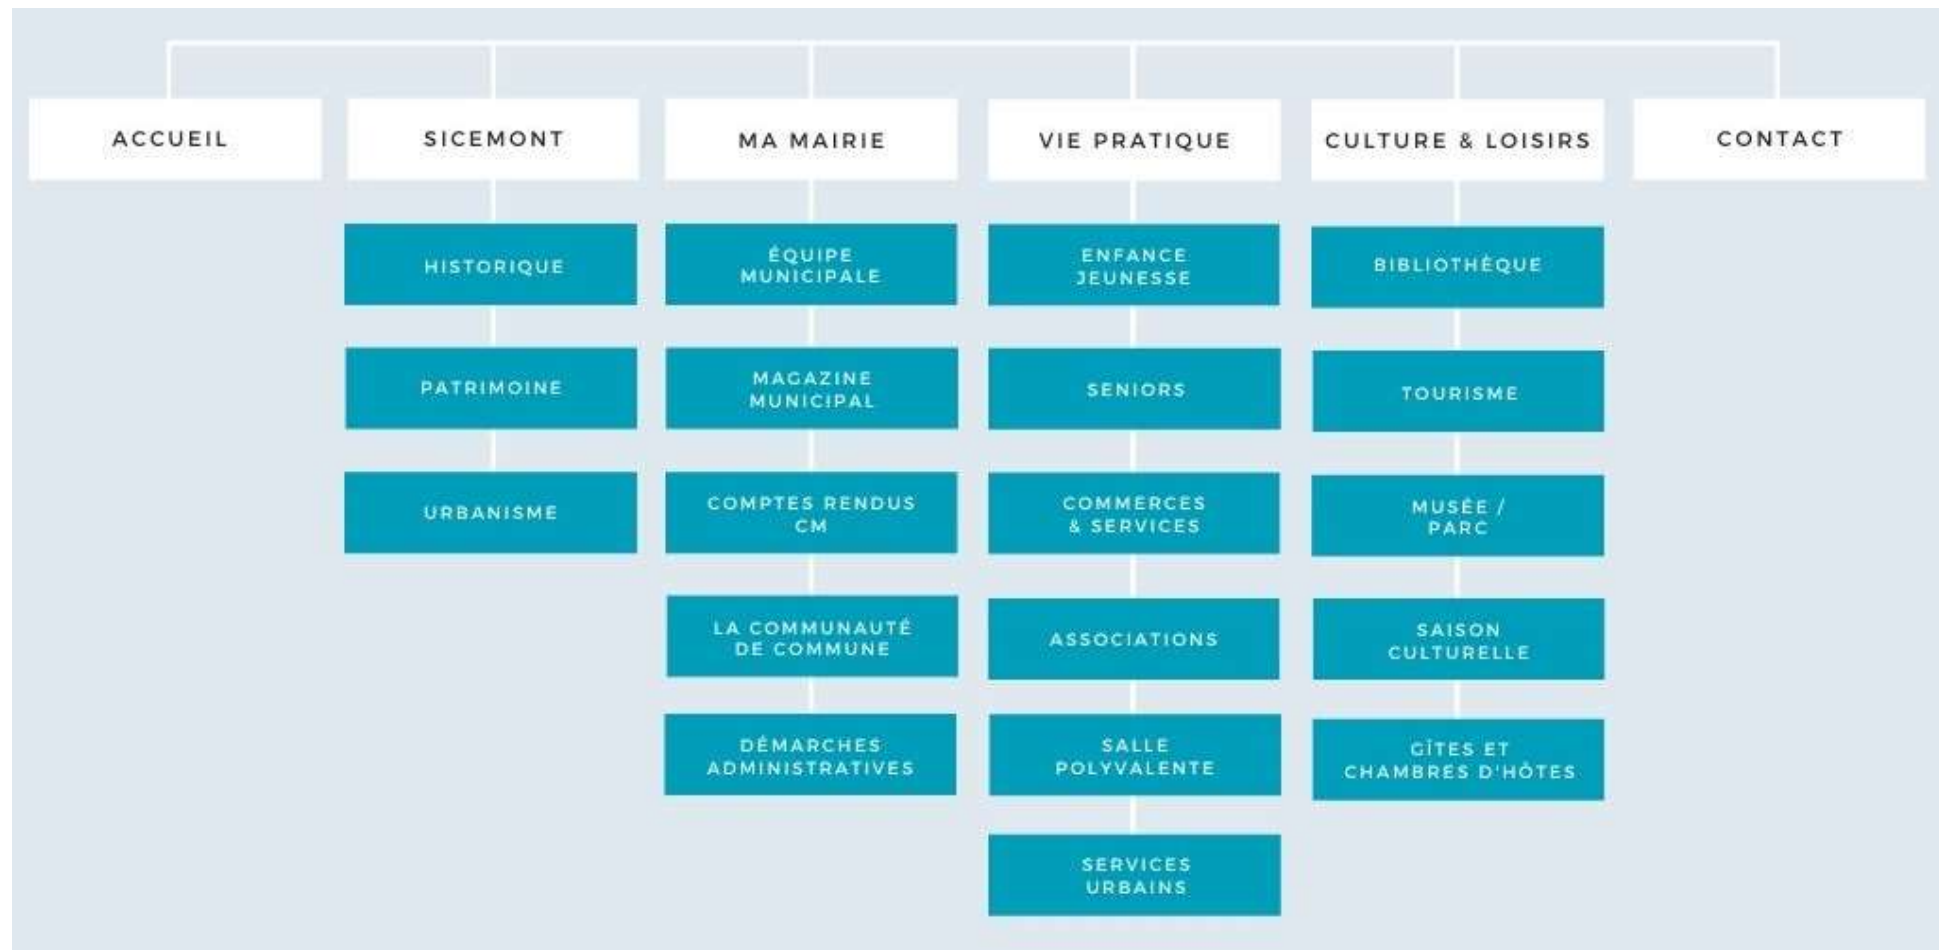 ACCUEIL
SICEMONT
MA MAIRIE
VIE PRATIQUE
CULTURE & LOISIRS
CONTACT
HISTORIQUE
PATRIMOINE
URBANISME
ÉQUIPE
MUNICIPALE
MAGAZINE
MUNICIPAL
COMPTES RENDUS
CM
LA COMMUNAUTÉ
DE COMMUNE
DÉMARCHES
ADMINISTRATIVES
ENFANCE
JEUNESSE
SENIORS
COMMERCES
& SERVICES
ASSOCIATIONS
SALLE
POLYVALENTE
SERVICES
URBAINS
BIBLIOTHÈQUE
TOURISME
MUSÉE /
PARC
SAISON
CULTURELLE
GÎTES ET
CHAMBRES D'HÔTES